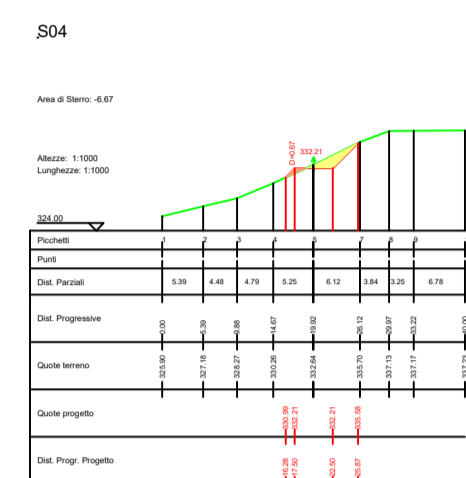 S04
Area di Sterro: -6.67
Altezze: 1:1000
Lunghezze: 1:1000
D=0.67
332.21
324.00
Picchetti 1 2 3 4 5 7 8 9
Punti
Dist. Parziali 5.39 4.48 4.79 5.25 6.12 3.84 3.25 6.78
Dist. Progressive 0.00 5.39 9.88 14.67 19.92 26.12 29.97 33.22 40.00
Quote terreno 325.90 327.18 328.27 330.26 332.64 335.70 337.13 337.17 337.23
Quote progetto 330.99 332.21 332.21 335.58
Dist. Progr. Progetto 16.28 17.50 22.50 25.87